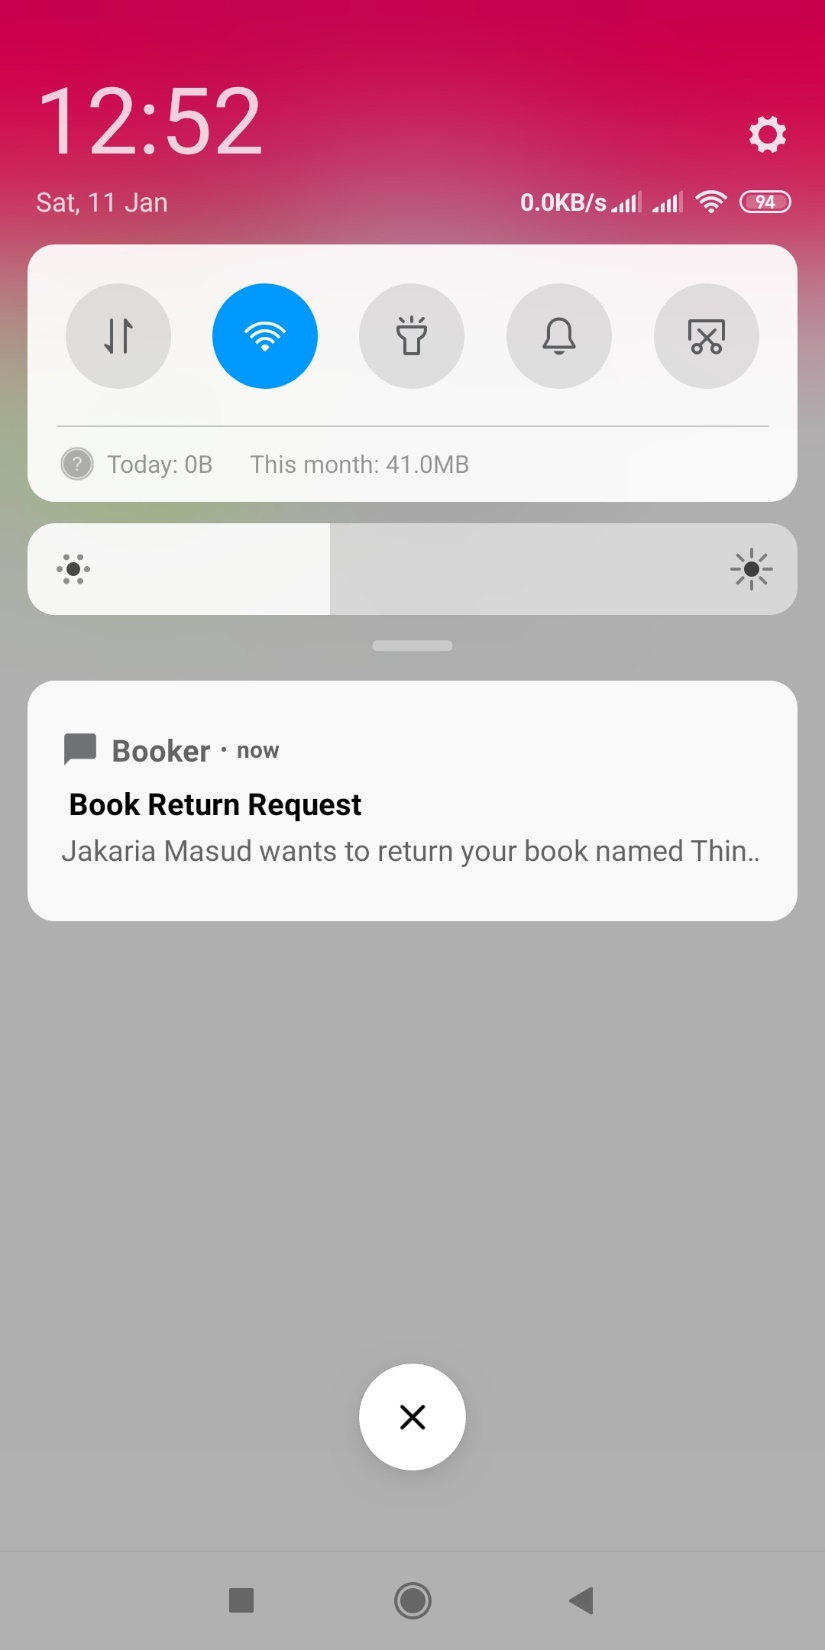 12:52
Sat, 11 Jan 0.0KB/s 94
? Today: 0B This month: 41.0MB
Booker · now
Book Return Request
Jakaria Masud wants to return your book named Thin..